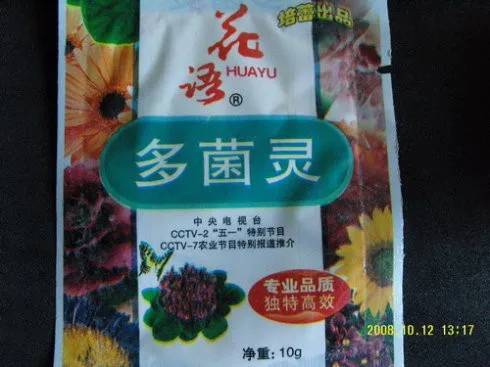 培蕾出品
花语
HUAYU
®
多菌灵
中央电视台
CCTV-2“五一”特别节目
CCTV-7农业节目特别报道推介
专业品质
独特高效
净重：10g
2008.10.12 13:17